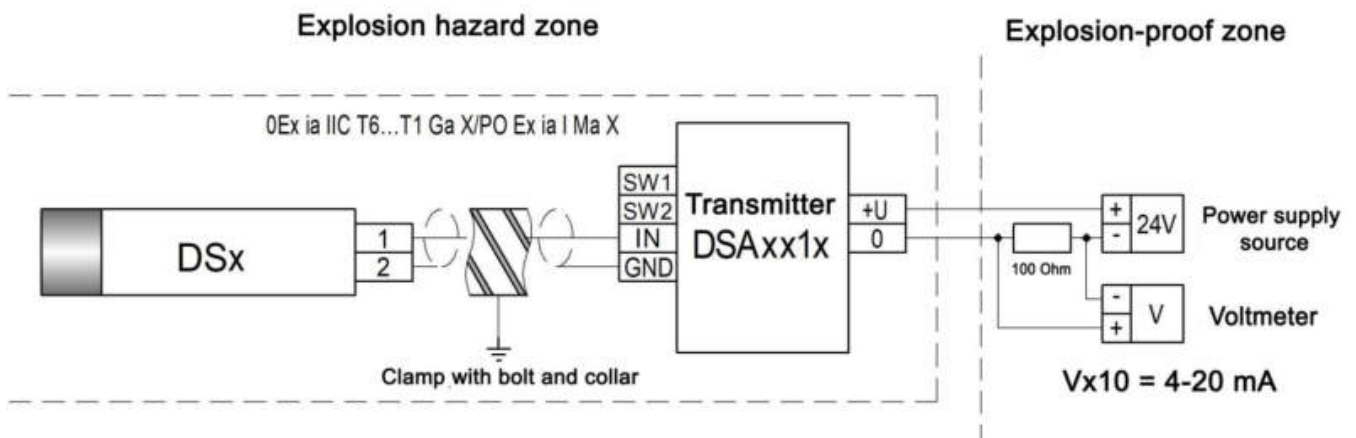 Explosion hazard zone
Explosion-proof zone
0Ex ia IIC T6...T1 Ga X/PO Ex ia I Ma X
DSx
1
2
Clamp with bolt and collar
SW1
SW2
IN
GND
Transmitter
DSAxx1x
+U
0
100 Ohm
+
-
24V
Power supply
source
-
+
V
Voltmeter
Vx10 = 4-20 mA